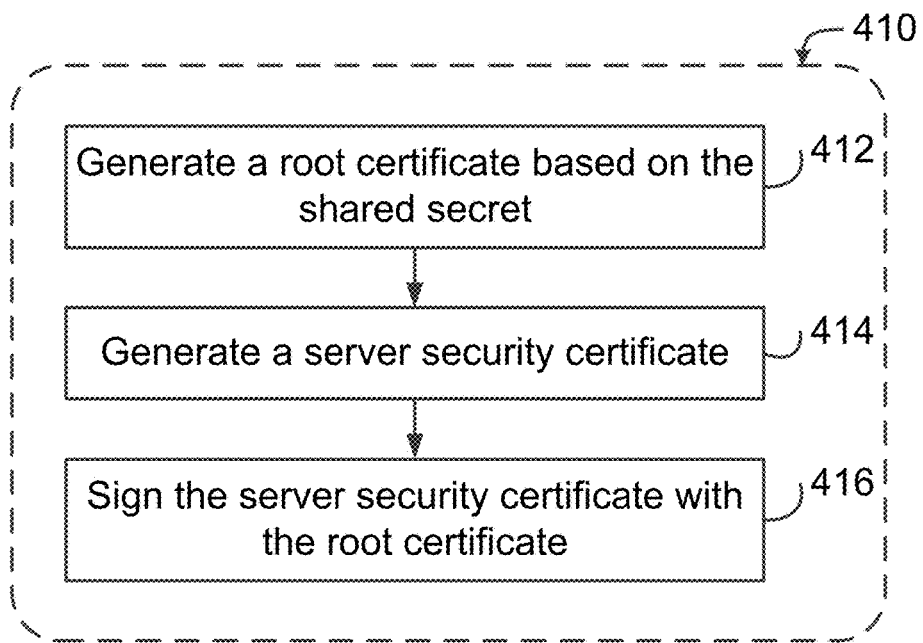 410
Generate a root certificate based on the
shared secret
412
Generate a server security certificate
414
Sign the server security certificate with
the root certificate
416